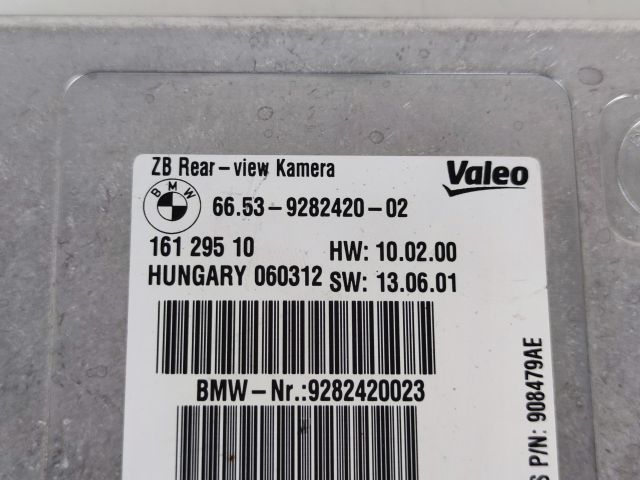 ZB Rear-view Kamera
Valeo
BMW
66.53-9282420-02
161 295 10
HW: 10.02.00
HUNGARY 060312
SW: 13.06.01
BMW-Nr.:9282420023
P/N: 908479AE